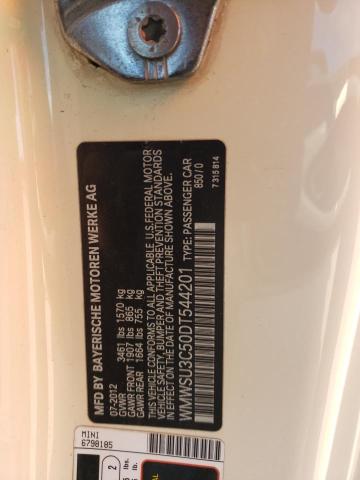 MFD BY BAYERISCHE MOTOREN WERKE AG
07-2012
GVWR 3461 lbs 1570 kg
GAWR FRONT 1907 lbs 865 kg
GAWR REAR 1664 lbs 755 kg
THIS VEHICLE CONFORMS TO ALL APPLICABLE U.S.FEDERAL MOTOR
VEHICLE SAFETY, BUMPER AND THEFT PREVENTION STANDARDS
IN EFFECT ON THE DATE OF MANUFACTURE SHOWN ABOVE.
WMWSU3C50DT544201 TYPE: PASSENGER CAR
850/0
7315814
MINI
6798185
2
lbs.